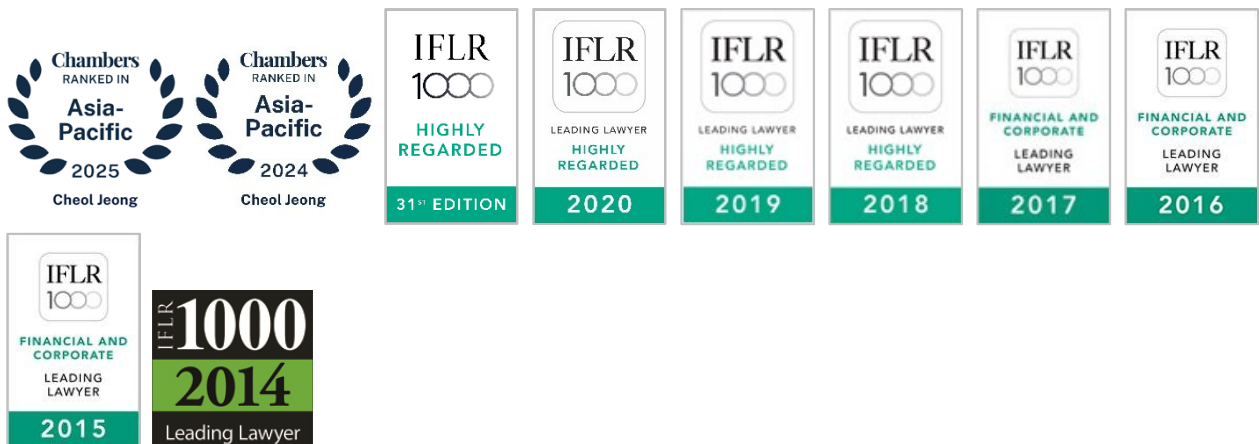 Chambers
RANKED IN
Asia-
Pacific
2025
Cheol Jeong
Chambers
RANKED IN
Asia-
Pacific
2024
Cheol Jeong
IFLR
1000
HIGHLY
REGARDED
31ST EDITION
IFLR
1000
LEADING LAWYER
HIGHLY
REGARDED
2020
IFLR
1000
LEADING LAWYER
HIGHLY
REGARDED
2019
IFLR
1000
LEADING LAWYER
HIGHLY
REGARDED
2018
IFLR
1000
FINANCIAL AND
CORPORATE
LEADING
LAWYER
2017
IFLR
1000
FINANCIAL AND
CORPORATE
LEADING
LAWYER
2016
IFLR
1000
FINANCIAL AND
CORPORATE
LEADING
LAWYER
2015
IFLR
1000
2014
Leading Lawyer